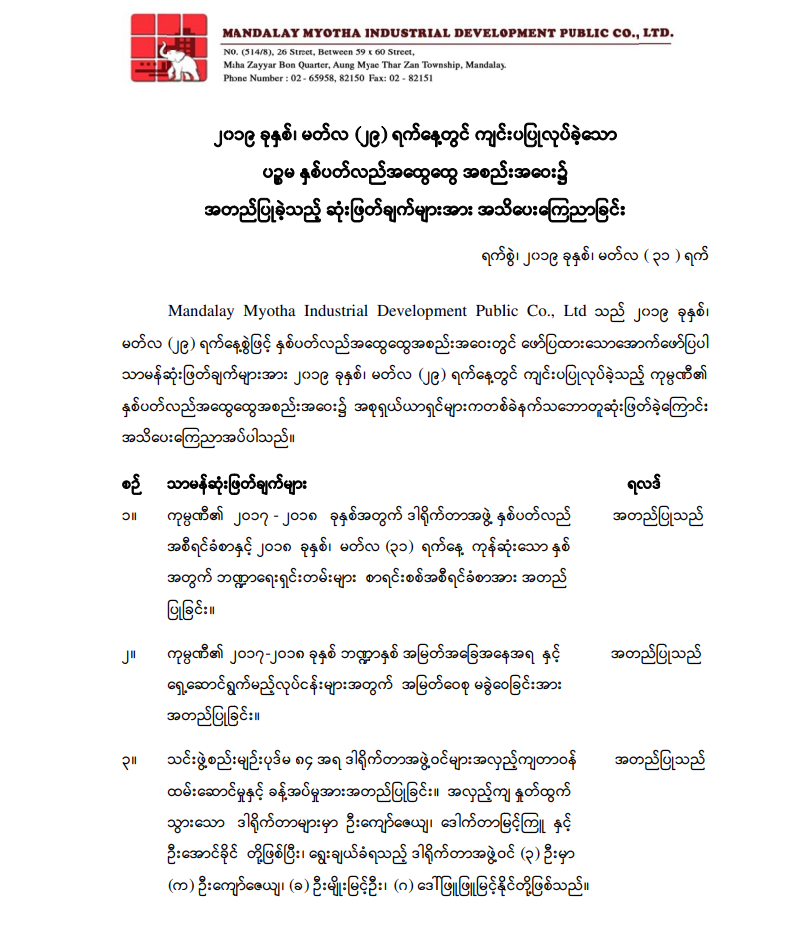 MANDALAY MYOTHA INDUSTRIAL DEVELOPMENT PUBLIC CO., LTD.
NO. (514/8), 26 Street, Between 59 x 60 Street,
Maha Zayyar Bon Quarter, Aung Myae Thar Zan Township, Mandalay.
Phone Number : 02 - 65958, 82150 Fax: 02 - 82151
၂၀၁၉ ခုနှစ်၊ မတ်လ (၂၉) ရက်နေ့တွင် ကျင်းပပြုလုပ်ခဲ့သော
ပဉ္စမ နှစ်ပတ်လည်အထွေထွေ အစည်းအဝေး၌
အတည်ပြုခဲ့သည့် ဆုံးဖြတ်ချက်များအား အသိပေးကြေညာခြင်း
ရက်စွဲ၊ ၂၀၁၉ ခုနှစ်၊ မတ်လ ( ၃၁ ) ရက်
Mandalay Myotha Industrial Development Public Co., Ltd သည် ၂၀၁၉ ခုနှစ်၊
မတ်လ (၂၉) ရက်နေ့စွဲဖြင့် နှစ်ပတ်လည်အထွေထွေအစည်းအဝေးတွင် ဖော်ပြထားသောအောက်ဖော်ပြပါ
သာမန်ဆုံးဖြတ်ချက်များအား ၂၀၁၉ ခုနှစ်၊ မတ်လ (၂၉) ရက်နေ့တွင် ကျင်းပပြုလုပ်ခဲ့သည့် ကုမ္ပဏီ၏
နှစ်ပတ်လည်အထွေထွေအစည်းအဝေး၌ အစုရှယ်ယာရှင်များကတစ်ခဲနက်သဘောတူဆုံးဖြတ်ခဲ့ကြောင်း
အသိပေးကြေညာအပ်ပါသည်။
စဉ် သာမန်ဆုံးဖြတ်ချက်များ ရလဒ်
၁။ ကုမ္ပဏီ၏ ၂၀၁၇ - ၂၀၁၈ ခုနှစ်အတွက် ဒါရိုက်တာအဖွဲ့ နှစ်ပတ်လည် အတည်ပြုသည်
အစီရင်ခံစာနှင့် ၂၀၁၈ ခုနှစ်၊ မတ်လ (၃၁) ရက်နေ့ ကုန်ဆုံးသော နှစ်
အတွက် ဘဏ္ဍာရေးရှင်းတမ်းများ စာရင်းစစ်အစီရင်ခံစာအား အတည်
ပြုခြင်း။
၂။ ကုမ္ပဏီ၏ ၂၀၁၇-၂၀၁၈ ခုနှစ် ဘဏ္ဍာနှစ် အမြတ်အခြေအနေအရ နှင့် အတည်ပြုသည်
ရှေ့ဆောင်ရွက်မည့်လုပ်ငန်းများအတွက် အမြတ်ဝေစု မခွဲဝေခြင်းအား
အတည်ပြုခြင်း။
၃။ သင်းဖွဲ့စည်းမျဉ်းပုဒ်မ ၈၄ အရ ဒါရိုက်တာအဖွဲ့ဝင်များအလှည့်ကျတာဝန် အတည်ပြုသည်
ထမ်းဆောင်မှုနှင့် ခန့်အပ်မှုအားအတည်ပြုခြင်း။ အလှည့်ကျ နှုတ်ထွက်
သွားသော ဒါရိုက်တာများမှာ ဦးကျော်ဇေယျ၊ ဒေါက်တာမြင့်ကြူ နှင့်
ဦးအောင်ခိုင် တို့ဖြစ်ပြီး၊ ရွေးချယ်ခံရသည့် ဒါရိုက်တာအဖွဲ့ဝင် (၃) ဦးမှာ
(က) ဦးကျော်ဇေယျ၊ (ခ) ဦးမျိုးမြင့်ဦး၊ (ဂ) ဒေါ်ဖြူဖြူမြင့်နိုင်တို့ဖြစ်သည်။